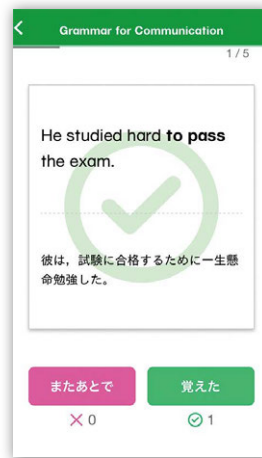 Grammar for Communication
1 / 5
He studied hard to pass
the exam.
彼は，試験に合格するために一生懸
命勉強した。
またあとで
覚えた
0
1